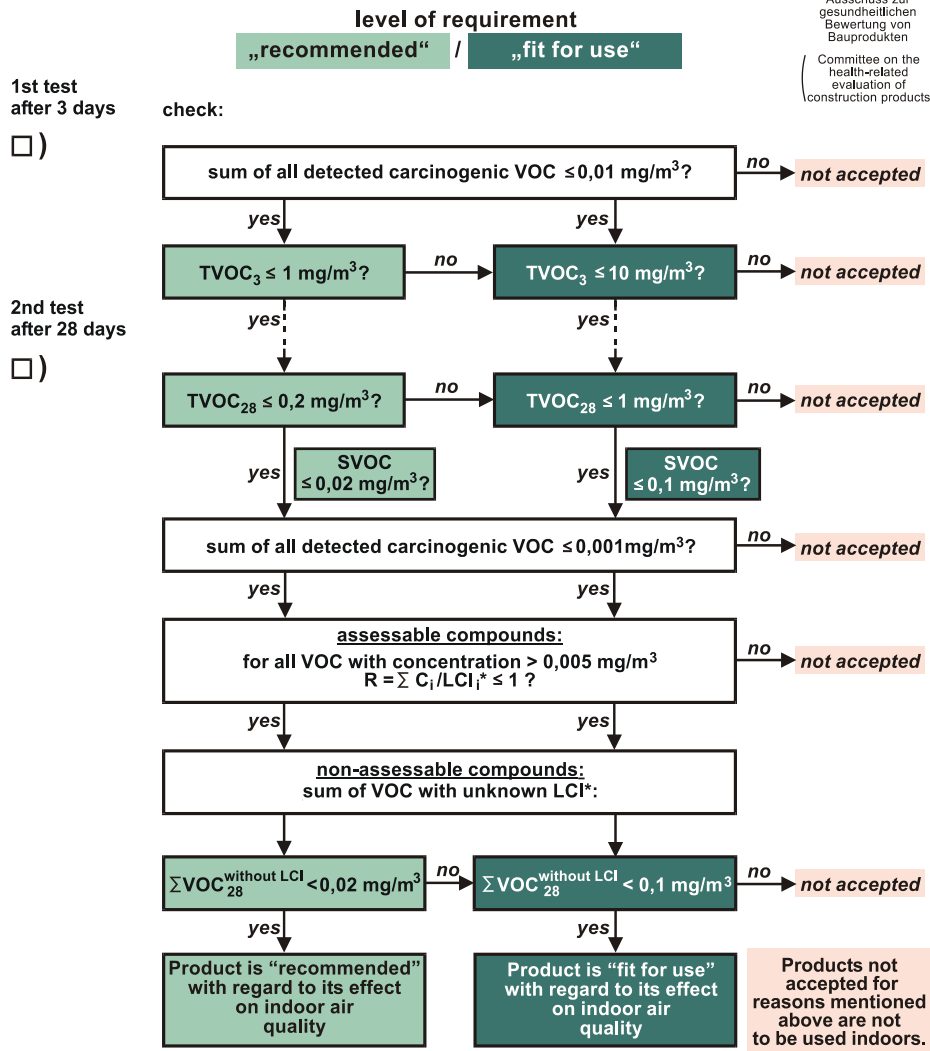 level of requirement
„recommended“ / „fit for use“
Ausschuss zur
gesundheitlichen
Bewertung von
Bauprodukten
Committee on the
health-related
evaluation of
construction products
1st test
after 3 days
□ )
check:
sum of all detected carcinogenic VOC ≤ 0,01 mg/m³?
no
not accepted
yes
yes
TVOC₃ ≤ 1 mg/m³?
no
TVOC₃ ≤ 10 mg/m³?
no
not accepted
2nd test
after 28 days
□ )
yes
yes
TVOC₂₈ ≤ 0,2 mg/m³?
no
TVOC₂₈ ≤ 1 mg/m³?
no
not accepted
yes
SVOC
≤ 0,02 mg/m³?
yes
SVOC
≤ 0,1 mg/m³?
sum of all detected carcinogenic VOC ≤ 0,001mg/m³?
no
not accepted
yes
yes
assessable compounds:
for all VOC with concentration > 0,005 mg/m³
R = ∑ Cᵢ/LCIᵢ* ≤ 1 ?
no
not accepted
yes
yes
non-assessable compounds:
sum of VOC with unknown LCI*:
∑VOC₂₈ without LCI < 0,02 mg/m³
no
∑VOC₂₈ without LCI < 0,1 mg/m³
no
not accepted
yes
yes
Product is “recommended”
with regard to its effect
on indoor air
quality
Product is “fit for use”
with regard to its effect
on indoor air
quality
Products not
accepted for
reasons mentioned
above are not
to be used indoors.